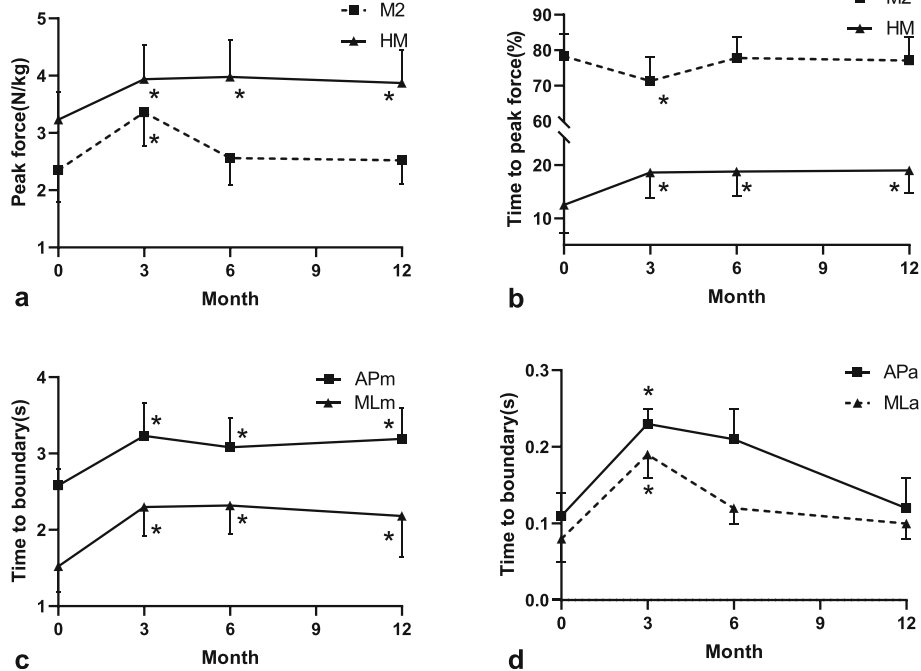 M2
HM
Peak force(N/kg)
5
4
3
2
1
*
*
*
*
0
3
6
9
12
Month
a
M2
HM
Time to peak force(%)
90
80
70
60
20
10
*
*
*
*
0
3
6
9
12
Month
b
APm
MLm
Time to boundary(s)
4
3
2
1
*
*
*
*
*
*
0
3
6
9
12
Month
c
APa
MLa
Time to boundary(s)
0.3
0.2
0.1
0.0
*
*
0
3
6
9
12
Month
d